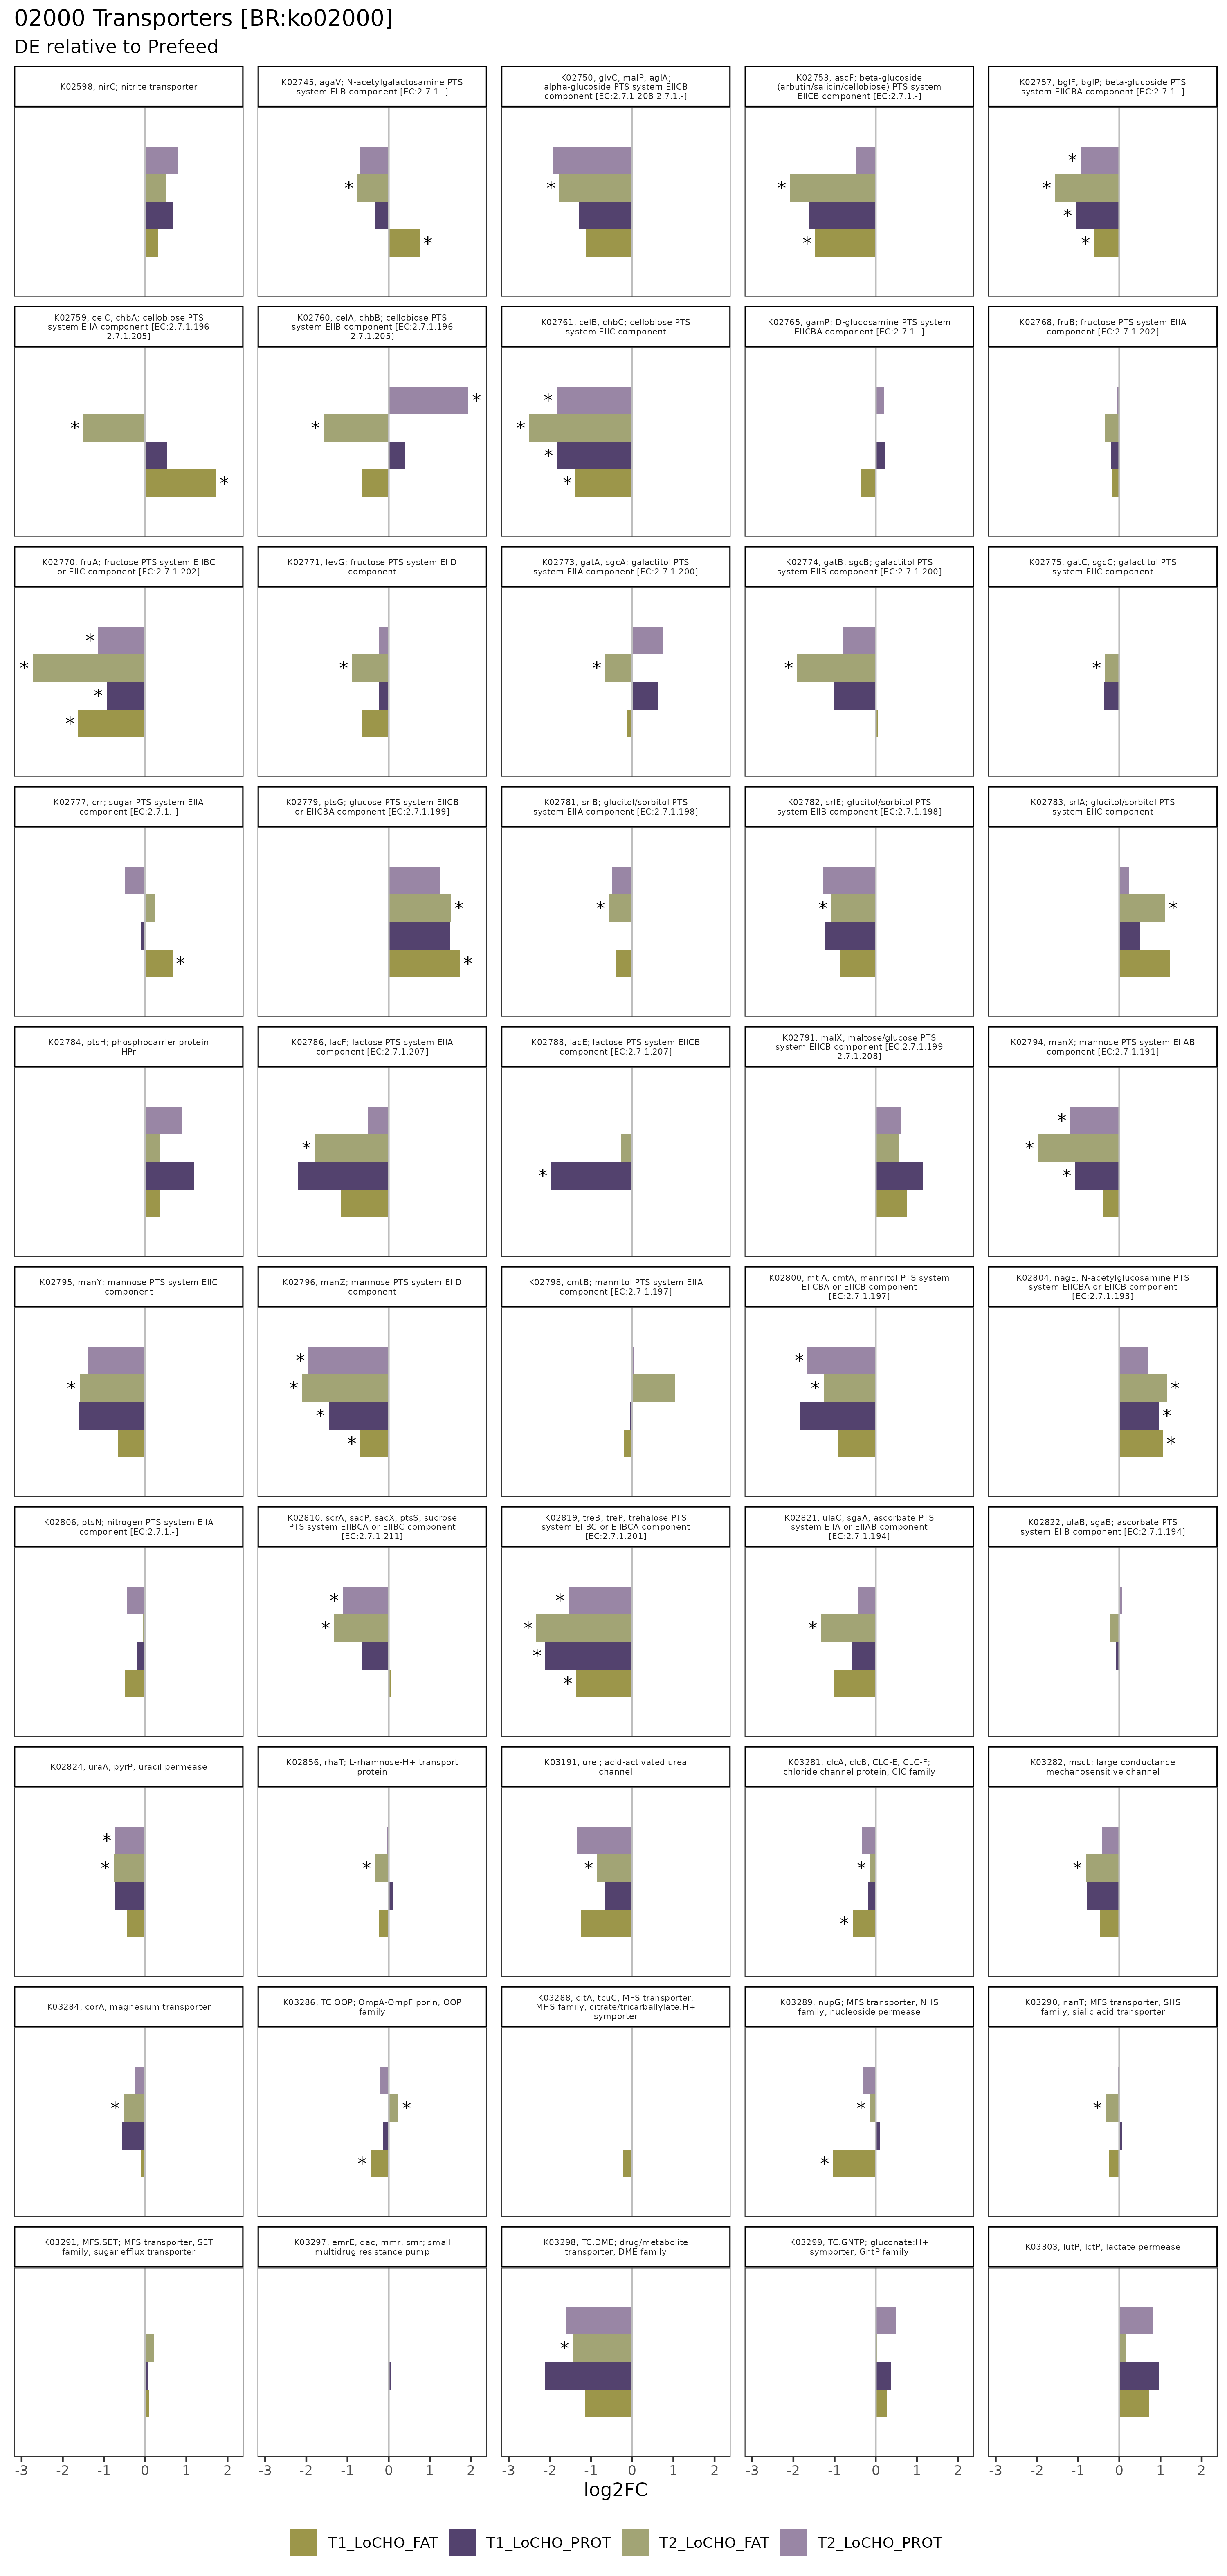 02000 Transporters [BR:ko02000]
DE relative to Prefeed
K02598, nirC; nitrite transporter
K02745, agaV; N-acetylgalactosamine PTS
system EIIB component [EC:2.7.1.-]
K02750, glvC, malP, aglA;
alpha-glucoside PTS system EIICB
component [EC:2.7.1.208 2.7.1.-]
K02753, ascF; beta-glucoside
(arbutin/salicin/cellobiose) PTS system
EIICB component [EC:2.7.1.-]
K02757, bglF, bglP; beta-glucoside PTS
system EIICBA component [EC:2.7.1.-]
* * * * * * * * *
K02759, celC, chbA; cellobiose PTS
system EIIA component [EC:2.7.1.196
2.7.1.205]
K02760, celA, chbB; cellobiose PTS
system EIIB component [EC:2.7.1.196
2.7.1.205]
K02761, celB, chbC; cellobiose PTS
system EIIC component
K02765, gamP; D-glucosamine PTS system
EIICBA component [EC:2.7.1.-]
K02768, fruB; fructose PTS system EIIA
component [EC:2.7.1.202]
* * * * * * * *
K02770, fruA; fructose PTS system EIIBC
or EIIC component [EC:2.7.1.202]
K02771, levG; fructose PTS system EIID
component
K02773, gatA, sgcA; galactitol PTS
system EIIA component [EC:2.7.1.200]
K02774, gatB, sgcB; galactitol PTS
system EIIB component [EC:2.7.1.200]
K02775, gatC, sgcC; galactitol PTS
system EIIC component
* * * * * * * *
K02777, crr; sugar PTS system EIIA
component [EC:2.7.1.-]
K02779, ptsG; glucose PTS system EIICB
or EIICBA component [EC:2.7.1.199]
K02781, srlB; glucitol/sorbitol PTS
system EIIA component [EC:2.7.1.198]
K02782, srlE; glucitol/sorbitol PTS
system EIIB component [EC:2.7.1.198]
K02783, srlA; glucitol/sorbitol PTS
system EIIC component
* * * * * *
K02784, ptsH; phosphocarrier protein
HPr
K02786, lacF; lactose PTS system EIIA
component [EC:2.7.1.207]
K02788, lacE; lactose PTS system EIICB
component [EC:2.7.1.207]
K02791, malX; maltose/glucose PTS
system EIICB component [EC:2.7.1.199
2.7.1.208]
K02794, manX; mannose PTS system EIIAB
component [EC:2.7.1.191]
* * * * *
K02795, manY; mannose PTS system EIIC
component
K02796, manZ; mannose PTS system EIID
component
K02798, cmtB; mannitol PTS system EIIA
component [EC:2.7.1.197]
K02800, mtlA, cmtA; mannitol PTS system
EIICBA or EIICB component
[EC:2.7.1.197]
K02804, nagE; N-acetylglucosamine PTS
system EIICBA or EIICB component
[EC:2.7.1.193]
* * * * * * * * * *
K02806, ptsN; nitrogen PTS system EIIA
component [EC:2.7.1.-]
K02810, scrA, sacP, sacX, ptsS; sucrose
PTS system EIIBCA or EIIBC component
[EC:2.7.1.211]
K02819, treB, treP; trehalose PTS
system EIIBC or EIIBCA component
[EC:2.7.1.201]
K02821, ulaC, sgaA; ascorbate PTS
system EIIA or EIIAB component
[EC:2.7.1.194]
K02822, ulaB, sgaB; ascorbate PTS
system EIIB component [EC:2.7.1.194]
* * * * * * *
K02824, uraA, pyrP; uracil permease
K02856, rhaT; L-rhamnose-H+ transport
protein
K03191, ureI; acid-activated urea
channel
K03281, clcA, clcB, CLC-E, CLC-F;
chloride channel protein, CIC family
K03282, mscL; large conductance
mechanosensitive channel
* * * * * * *
K03284, corA; magnesium transporter
K03286, TC.OOP; OmpA-OmpF porin, OOP
family
K03288, citA, tcuC; MFS transporter,
MHS family, citrate/tricarballylate:H+
symporter
K03289, nupG; MFS transporter, NHS
family, nucleoside permease
K03290, nanT; MFS transporter, SHS
family, sialic acid transporter
* * * * * *
K03291, MFS.SET; MFS transporter, SET
family, sugar efflux transporter
K03297, emrE, qac, mmr, smr; small
multidrug resistance pump
K03298, TC.DME; drug/metabolite
transporter, DME family
K03299, TC.GNTP; gluconate:H+
symporter, GntP family
K03303, lutP, lctP; lactate permease
*
-3 -2 -1 0 1 2 -3 -2 -1 0 1 2 -3 -2 -1 0 1 2 -3 -2 -1 0 1 2 -3 -2 -1 0 1 2
log2FC
T1_LoCHO_FAT T1_LoCHO_PROT T2_LoCHO_FAT T2_LoCHO_PROT